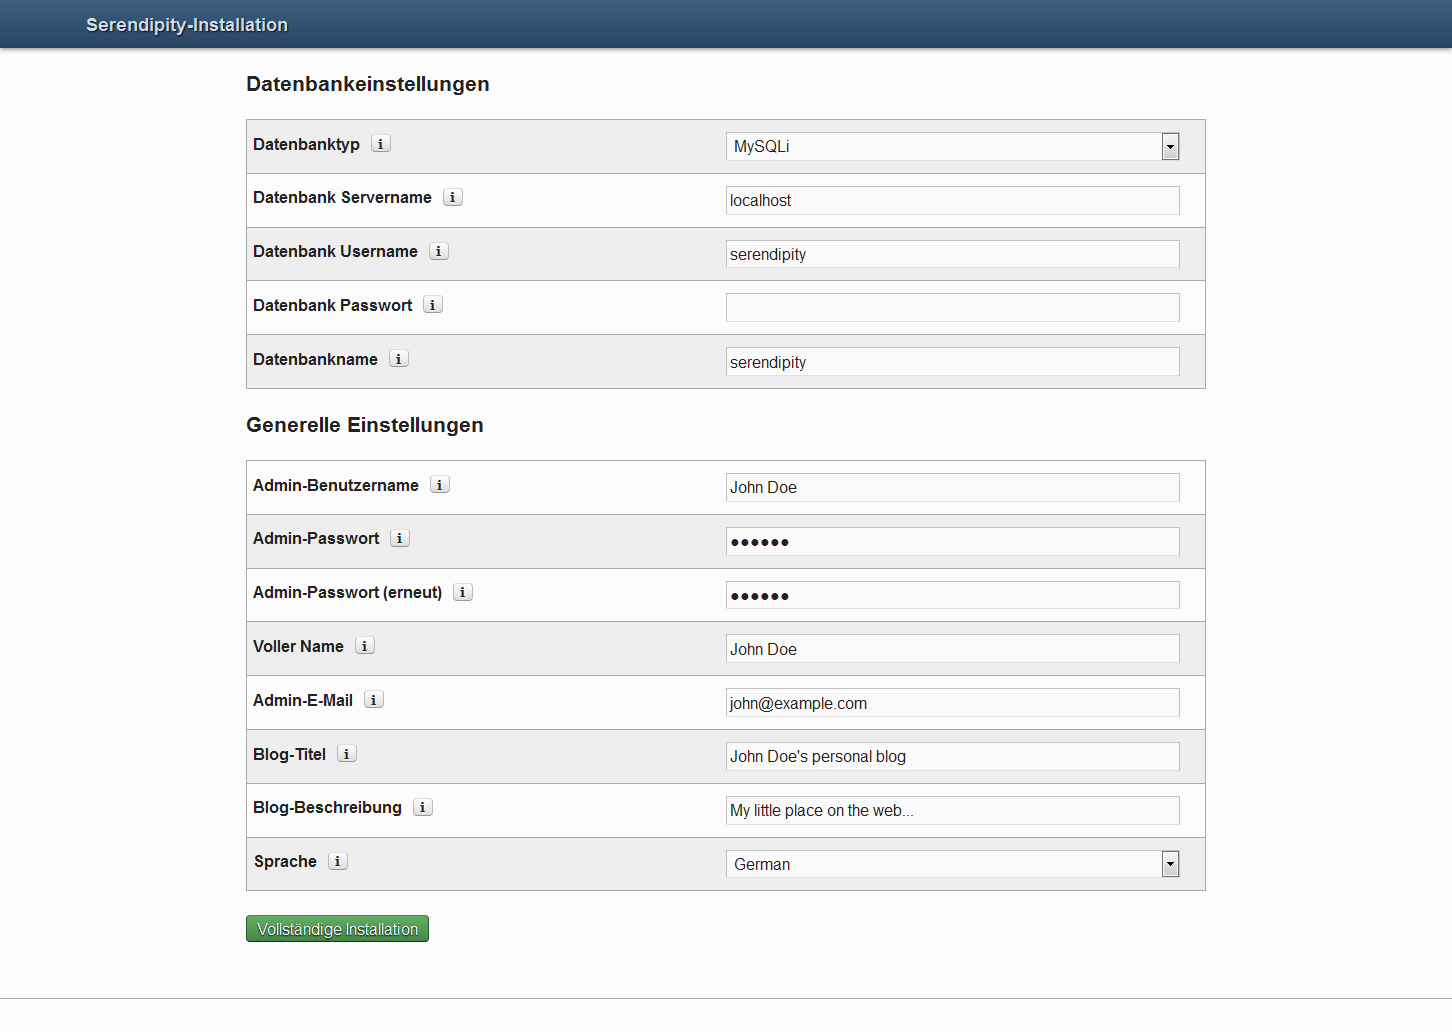 Serendipity-Installation
Datenbankeinstellungen
Datenbanktyp i MySQLi
Datenbank Servername i localhost
Datenbank Username i serendipity
Datenbank Passwort i
Datenbankname i serendipity
Generelle Einstellungen
Admin-Benutzername i John Doe
Admin-Passwort i ●●●●●●
Admin-Passwort (erneut) i ●●●●●●
Voller Name i John Doe
Admin-E-Mail i john@example.com
Blog-Titel i John Doe's personal blog
Blog-Beschreibung i My little place on the web...
Sprache i German
Vollständige Installation